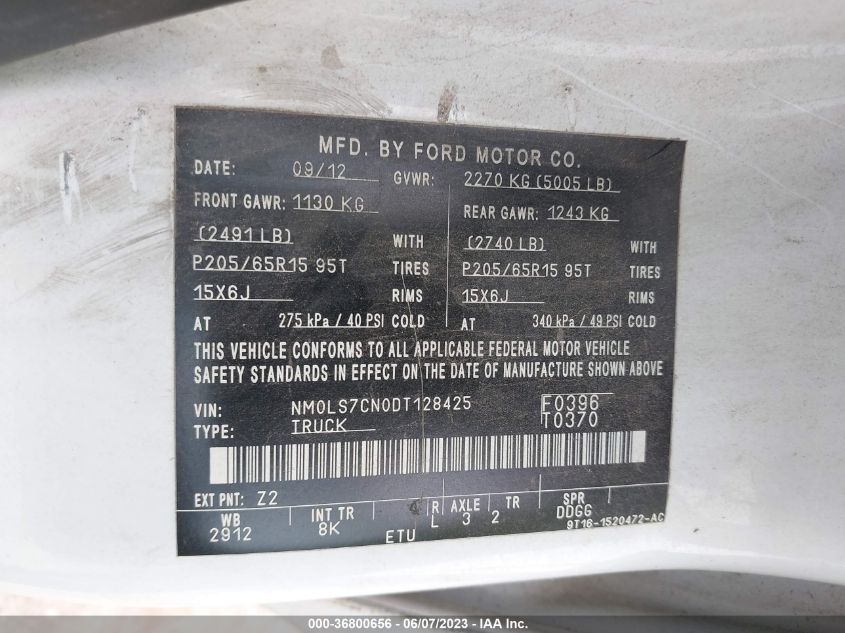 MFD. BY FORD MOTOR CO.
DATE: 09/12 GVWR: 2270 KG (5005 LB)
FRONT GAWR: 1130 KG REAR GAWR: 1243 KG
(2491 LB) WITH (2740 LB) WITH
P205/65R15 95T TIRES P205/65R15 95T TIRES
15X6J RIMS 15X6J RIMS
AT 275 kPa / 40 PSI COLD AT 340 kPa / 49 PSI COLD
THIS VEHICLE CONFORMS TO ALL APPLICABLE FEDERAL MOTOR VEHICLE
SAFETY STANDARDS IN EFFECT ON THE DATE OF MANUFACTURE SHOWN ABOVE
VIN: NM0LS7CN0DT128425 F0396
TYPE: TRUCK T0370
EXT PNT: Z2
WB INT TR R AXLE TR SPR
2912 8K L 3 2 DDGG
ETU 9T16-1520472-AC
000-36800656 - 06/07/2023 - IAA Inc.